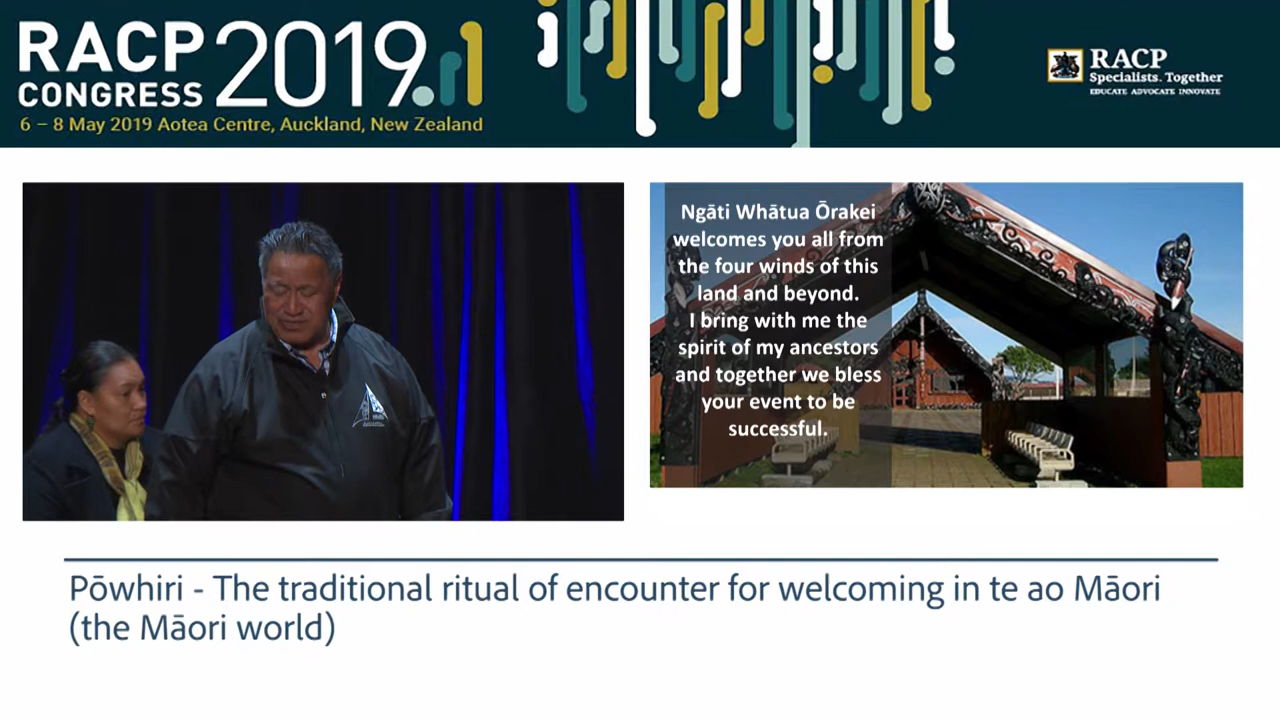 RACP
CONGRESS
2019
6 – 8 May 2019 Aotea Centre, Auckland, New Zealand
RACP
Specialists. Together
EDUCATE ADVOCATE INNOVATE
Ngāti Whātua Ōrakei
welcomes you all from
the four winds of this
land and beyond.
I bring with me the
spirit of my ancestors
and together we bless
your event to be
successful.
Pōwhiri - The traditional ritual of encounter for welcoming in te ao Māori
(the Māori world)